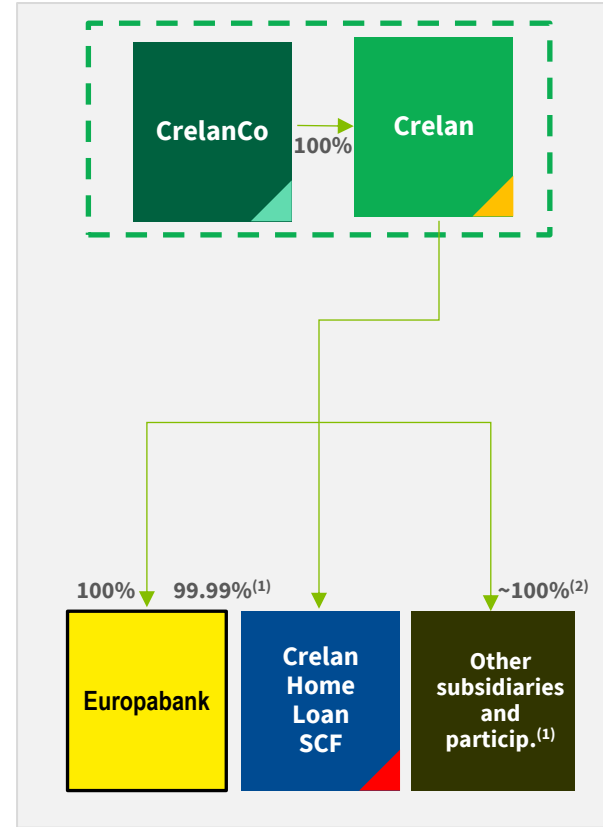 CrelanCo
Crelan
100%
100%
99.99%(1)
~100%(2)
Europabank
Crelan
Home
Loan
SCF
Other
subsidiaries
and
particip.(1)